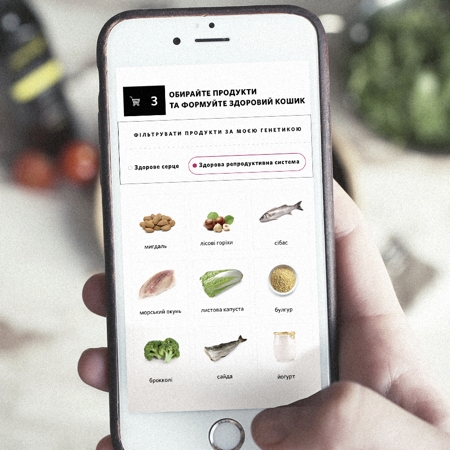 3
ОБИРАЙТЕ ПРОДУКТИ
ТА ФОРМУЙТЕ ЗДОРОВИЙ КОШИК
ФІЛЬТРУВАТИ ПРОДУКТИ ЗА МОЄЮ ГЕНЕТИКОЮ
Здорове серце
Здорова репродуктивна система
мигдаль
лісові горіхи
сібас
морський окунь
листова капуста
булгур
брокколі
сайда
йогурт